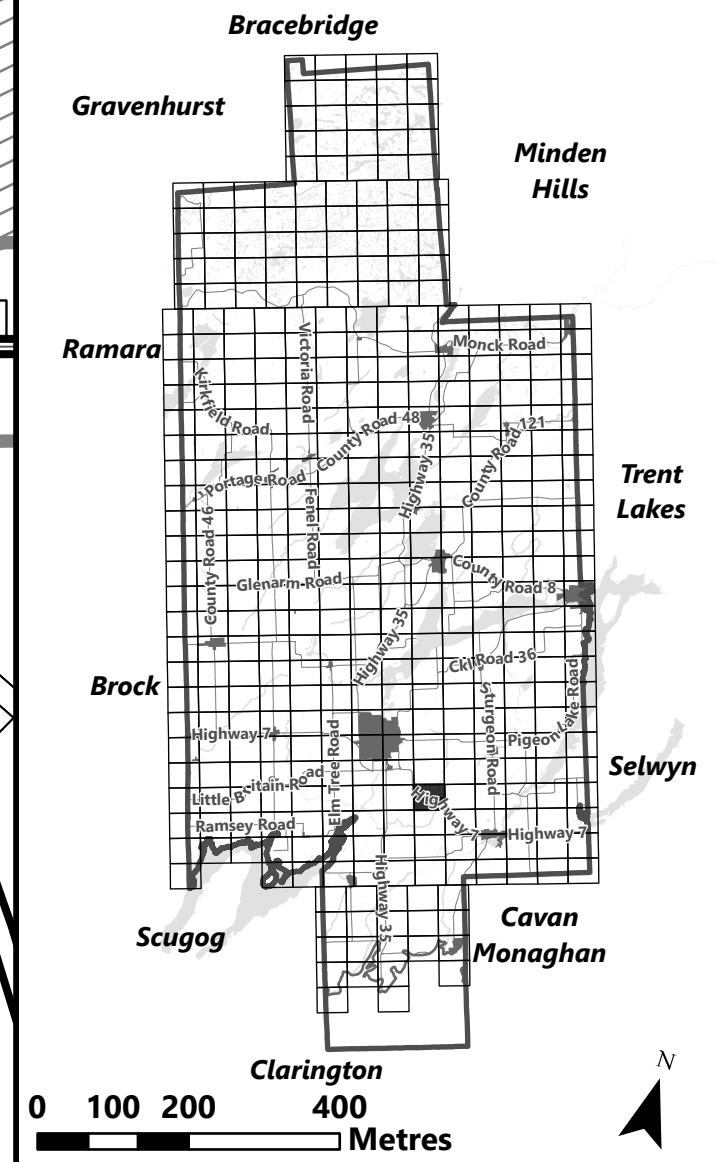 Bracebridge
Gravenhurst
Minden
Hills
Ramara
Monck Road
Victoria Road
Kirkfield Road
County Road 48
121
County Road
Highway 35
Portage Road
Trent
Lakes
Fenel Road
County Road 46
Glenarm Road
County Road 8
Highway 35
Ckl Road 36
Brock
Sturgeon Road
Pigeon Lake Road
Highway 7
Elm Tree Road
Selwyn
Little Britain Road
Highway 7
Ramsey Road
Highway 7
Highway 35
Scugog
Cavan
Monaghan
Clarington
N
0 100 200 400
Metres